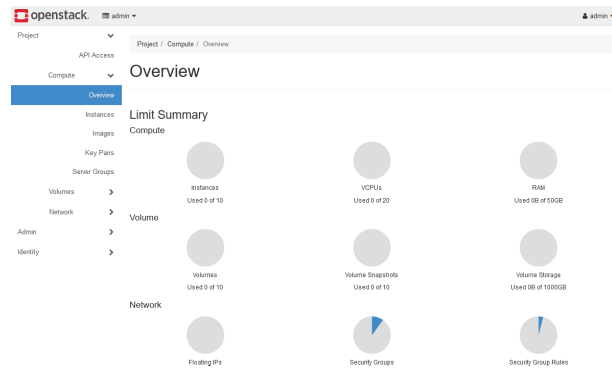 openstack. admin admin
Project
API Access
Compute
Overview
Instances
Images
Key Pairs
Server Groups
Volumes
Network
Admin
Identity
Project / Compute / Overview
Overview
Limit Summary
Compute
Instances VCPUs RAM
Used 0 of 10 Used 0 of 20 Used 0B of 50GB
Volume
Volumes Volume Snapshots Volume Storage
Used 0 of 10 Used 0 of 10 Used 0B of 1000GB
Network
Floating IPs Security Groups Security Group Rules